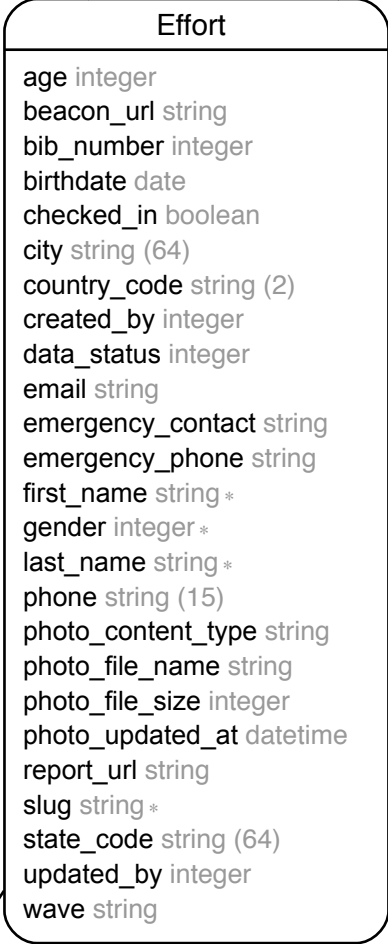 Effort
age integer
beacon_url string
bib_number integer
birthdate date
checked_in boolean
city string (64)
country_code string (2)
created_by integer
data_status integer
email string
emergency_contact string
emergency_phone string
first_name string *
gender integer *
last_name string *
phone string (15)
photo_content_type string
photo_file_name string
photo_file_size integer
photo_updated_at datetime
report_url string
slug string *
state_code string (64)
updated_by integer
wave string